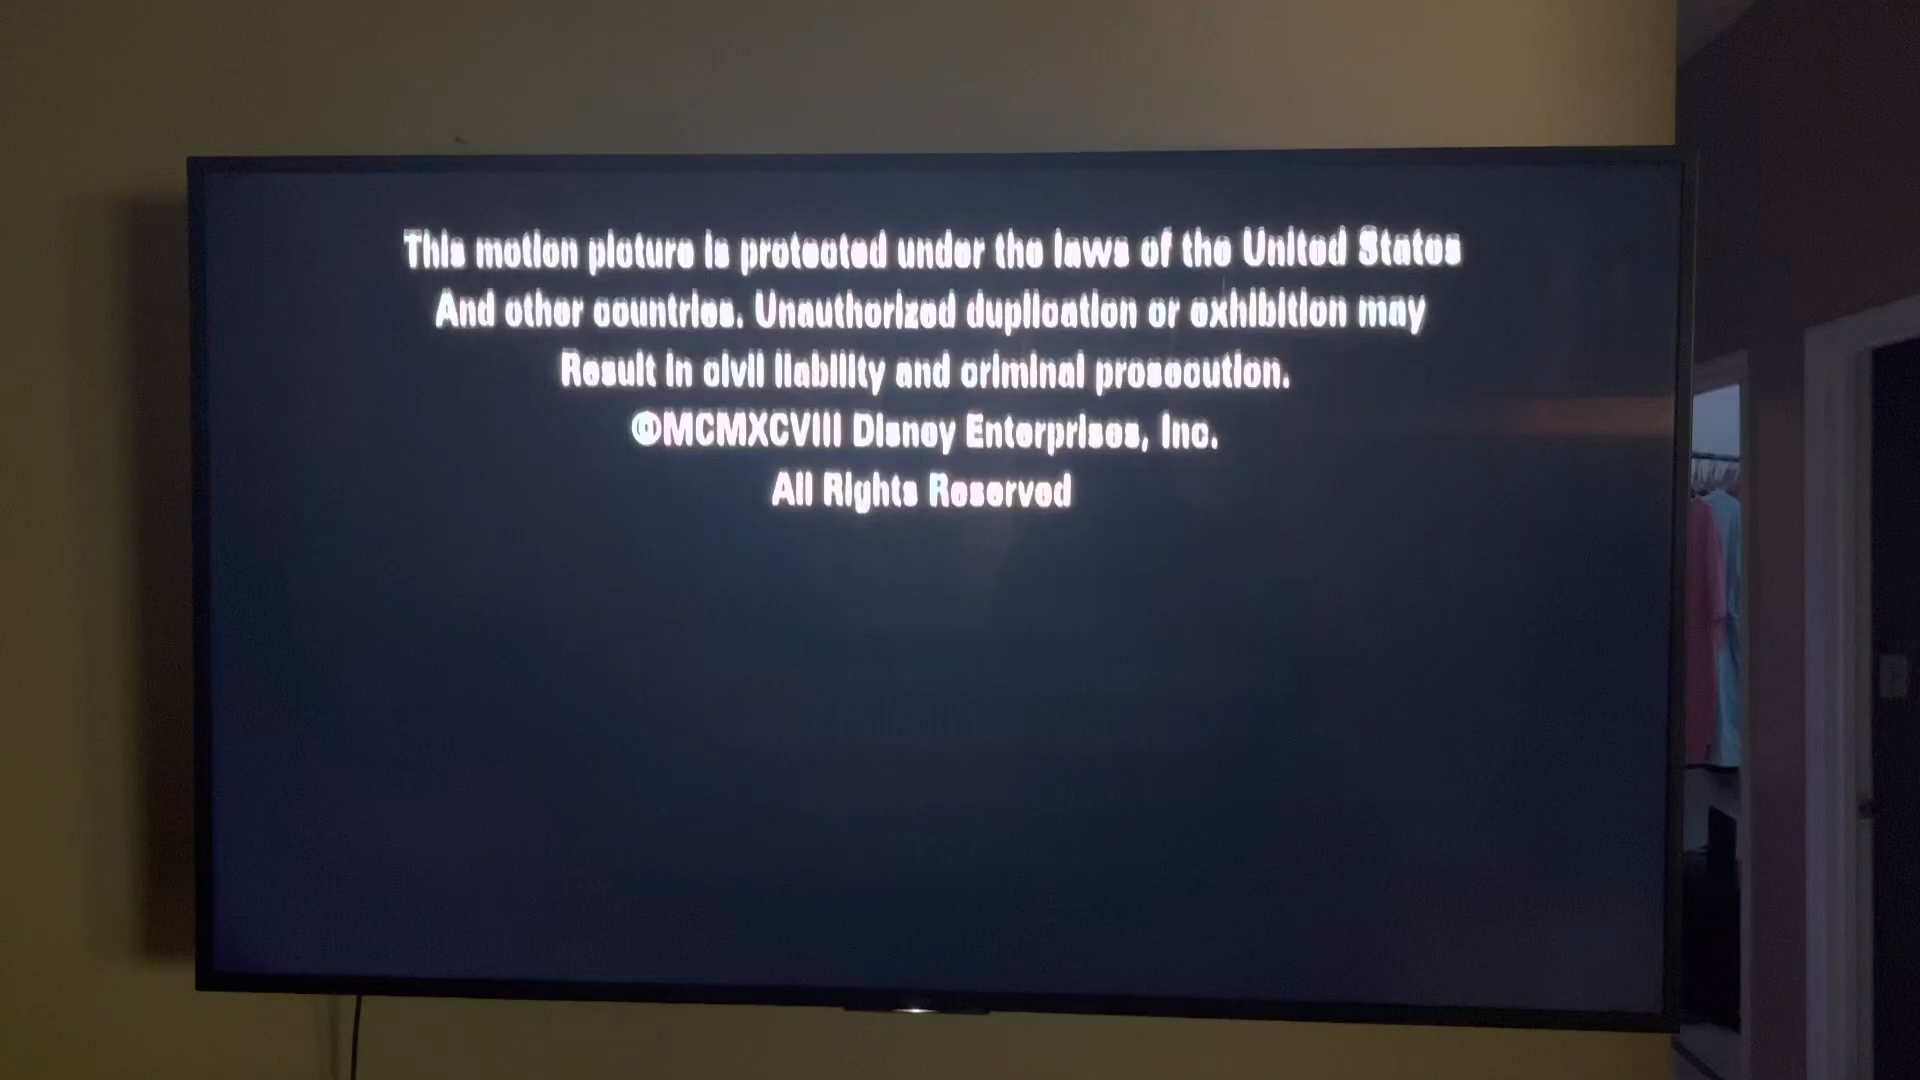 This motion picture is protected under the laws of the United States
And other countries. Unauthorized duplication or exhibition may
Result in civil liability and criminal prosecution.
©MCMXCVIII Disney Enterprises, Inc.
All Rights Reserved